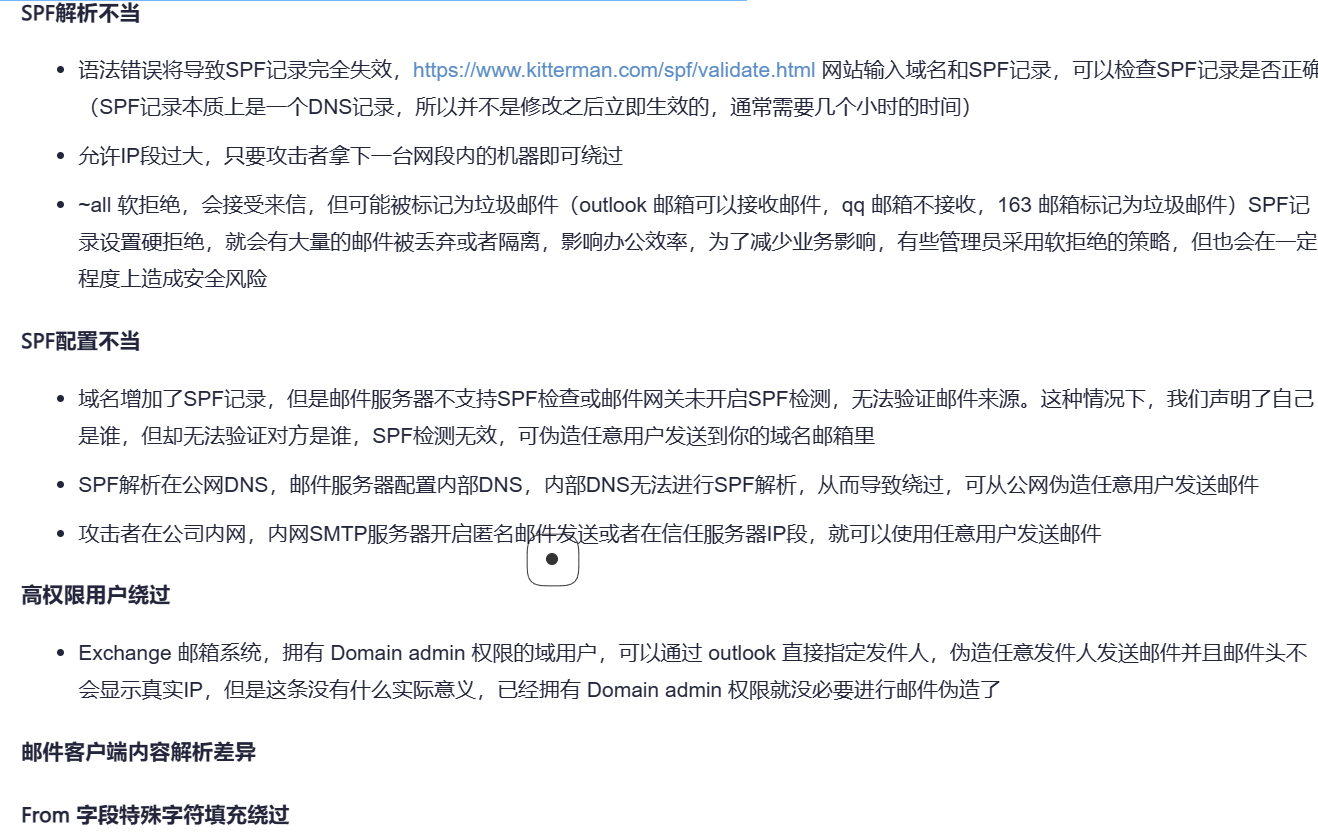 SPF解析不当
语法错误将导致SPF记录完全失效，https://www.kitterman.com/spf/validate.html 网站输入域名和SPF记录，可以检查SPF记录是否正确
（SPF记录本质上是一个DNS记录，所以并不是修改之后立即生效的，通常需要几个小时的时间）
允许IP段过大，只要攻击者拿下一台网段内的机器即可绕过
~all 软拒绝，会接受来信，但可能被标记为垃圾邮件（outlook 邮箱可以接收邮件，qq 邮箱不接收，163 邮箱标记为垃圾邮件）SPF记
录设置硬拒绝，就会有大量的邮件被丢弃或者隔离，影响办公效率，为了减少业务影响，有些管理员采用软拒绝的策略，但也会在一定
程度上造成安全风险
SPF配置不当
域名增加了SPF记录，但是邮件服务器不支持SPF检查或邮件网关未开启SPF检测，无法验证邮件来源。这种情况下，我们声明了自己
是谁，但却无法验证对方是谁，SPF检测无效，可伪造任意用户发送到你的域名邮箱里
SPF解析在公网DNS，邮件服务器配置内部DNS，内部DNS无法进行SPF解析，从而导致绕过，可从公网伪造任意用户发送邮件
攻击者在公司内网，内网SMTP服务器开启匿名邮件发送或者在信任服务器IP段，就可以使用任意用户发送邮件
高权限用户绕过
Exchange 邮箱系统，拥有 Domain admin 权限的域用户，可以通过 outlook 直接指定发件人，伪造任意发件人发送邮件并且邮件头不
会显示真实IP，但是这条没有什么实际意义，已经拥有 Domain admin 权限就没必要进行邮件伪造了
邮件客户端内容解析差异
From 字段特殊字符填充绕过